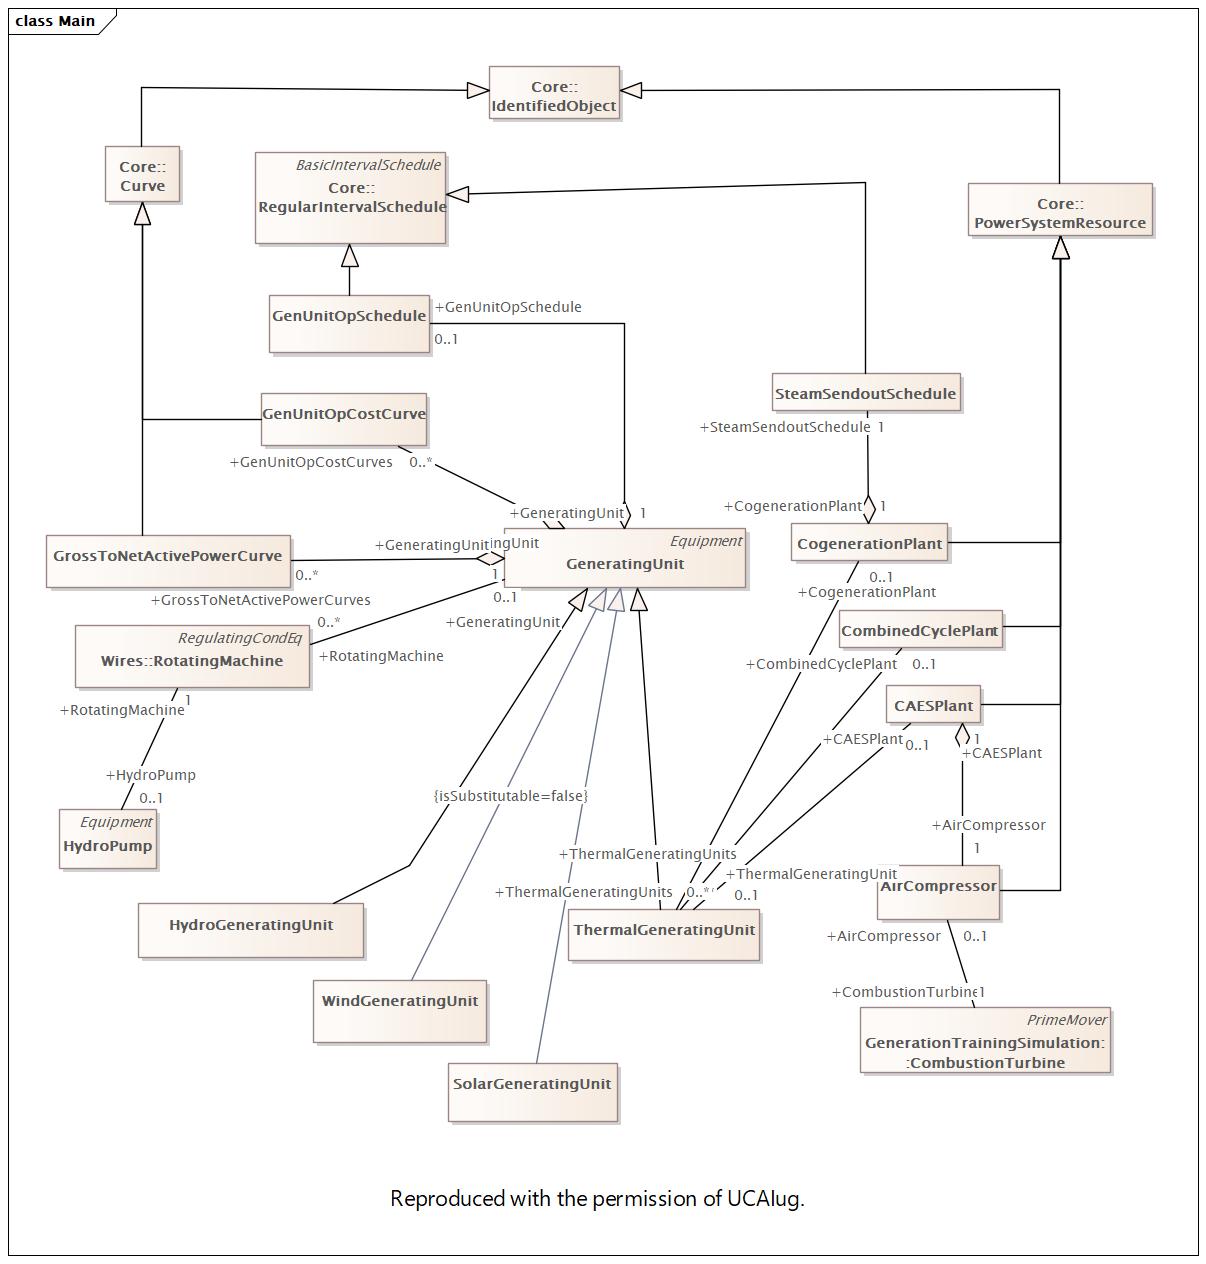 class Main
Core::
IdentifiedObject
Core::
Curve
BasicIntervalSchedule
Core::
RegularIntervalSchedule
Core::
PowerSystemResource
GenUnitOpSchedule
+GenUnitOpSchedule
0..1
SteamSendoutSchedule
+SteamSendoutSchedule 1
GenUnitOpCostCurve
+GenUnitOpCostCurves 0..*
+GeneratingUnit 1
+CogenerationPlant 1
GrossToNetActivePowerCurve
+GeneratingUnit
ngUnit
Equipment
GeneratingUnit
CogenerationPlant
0..*
1
0..1
+CogenerationPlant
+GrossToNetActivePowerCurves
0..1
+GeneratingUnit
0..*
+RotatingMachine
RegulatingCondEq
Wires::RotatingMachine
CombinedCyclePlant
+CombinedCyclePlant 0..1
1
+RotatingMachine
CAESPlant
+CAESPlant 0..1
1
+CAESPlant
+HydroPump
0..1
{isSubstitutable=false}
Equipment
HydroPump
+AirCompressor
1
+ThermalGeneratingUnits
+ThermalGeneratingUnit
+ThermalGeneratingUnits 0..* 0..1
AirCompressor
HydroGeneratingUnit
ThermalGeneratingUnit
+AirCompressor 0..1
WindGeneratingUnit
+CombustionTurbine 1
PrimeMover
GenerationTrainingSimulation:
:CombustionTurbine
SolarGeneratingUnit
Reproduced with the permission of UCAIug.